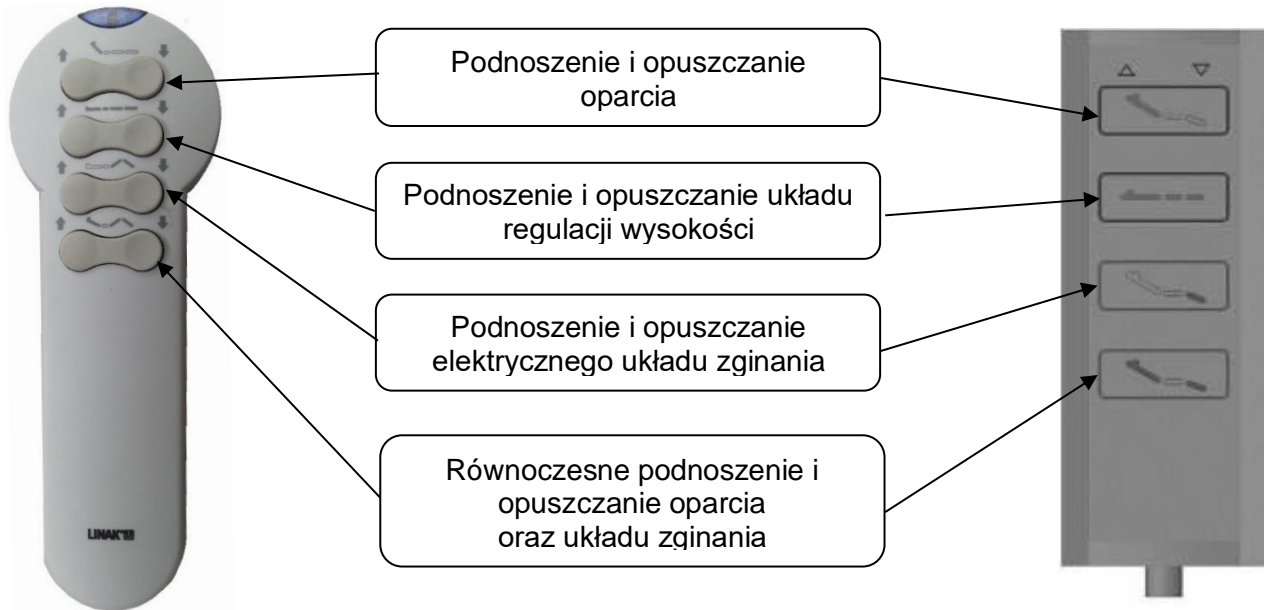 Podnoszenie i opuszczanie
oparcia
Podnoszenie i opuszczanie układu
regulacji wysokości
Podnoszenie i opuszczanie
elektrycznego układu zginania
Równoczesne podnoszenie i
opuszczanie oparcia
oraz układu zginania
LINAK